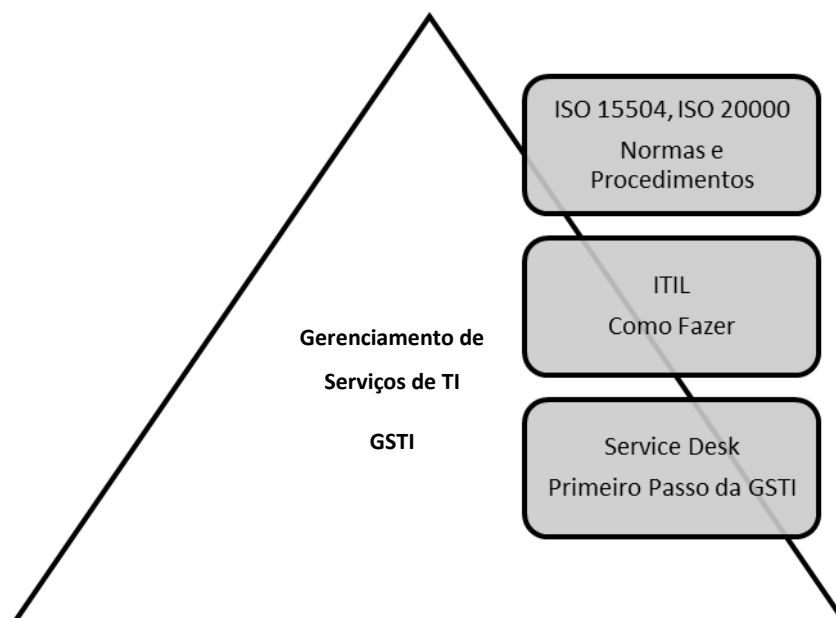 ISO 15504, ISO 20000
Normas e
Procedimentos
ITIL
Como Fazer
Gerenciamento de
Serviços de TI
GSTI
Service Desk
Primeiro Passo da GSTI